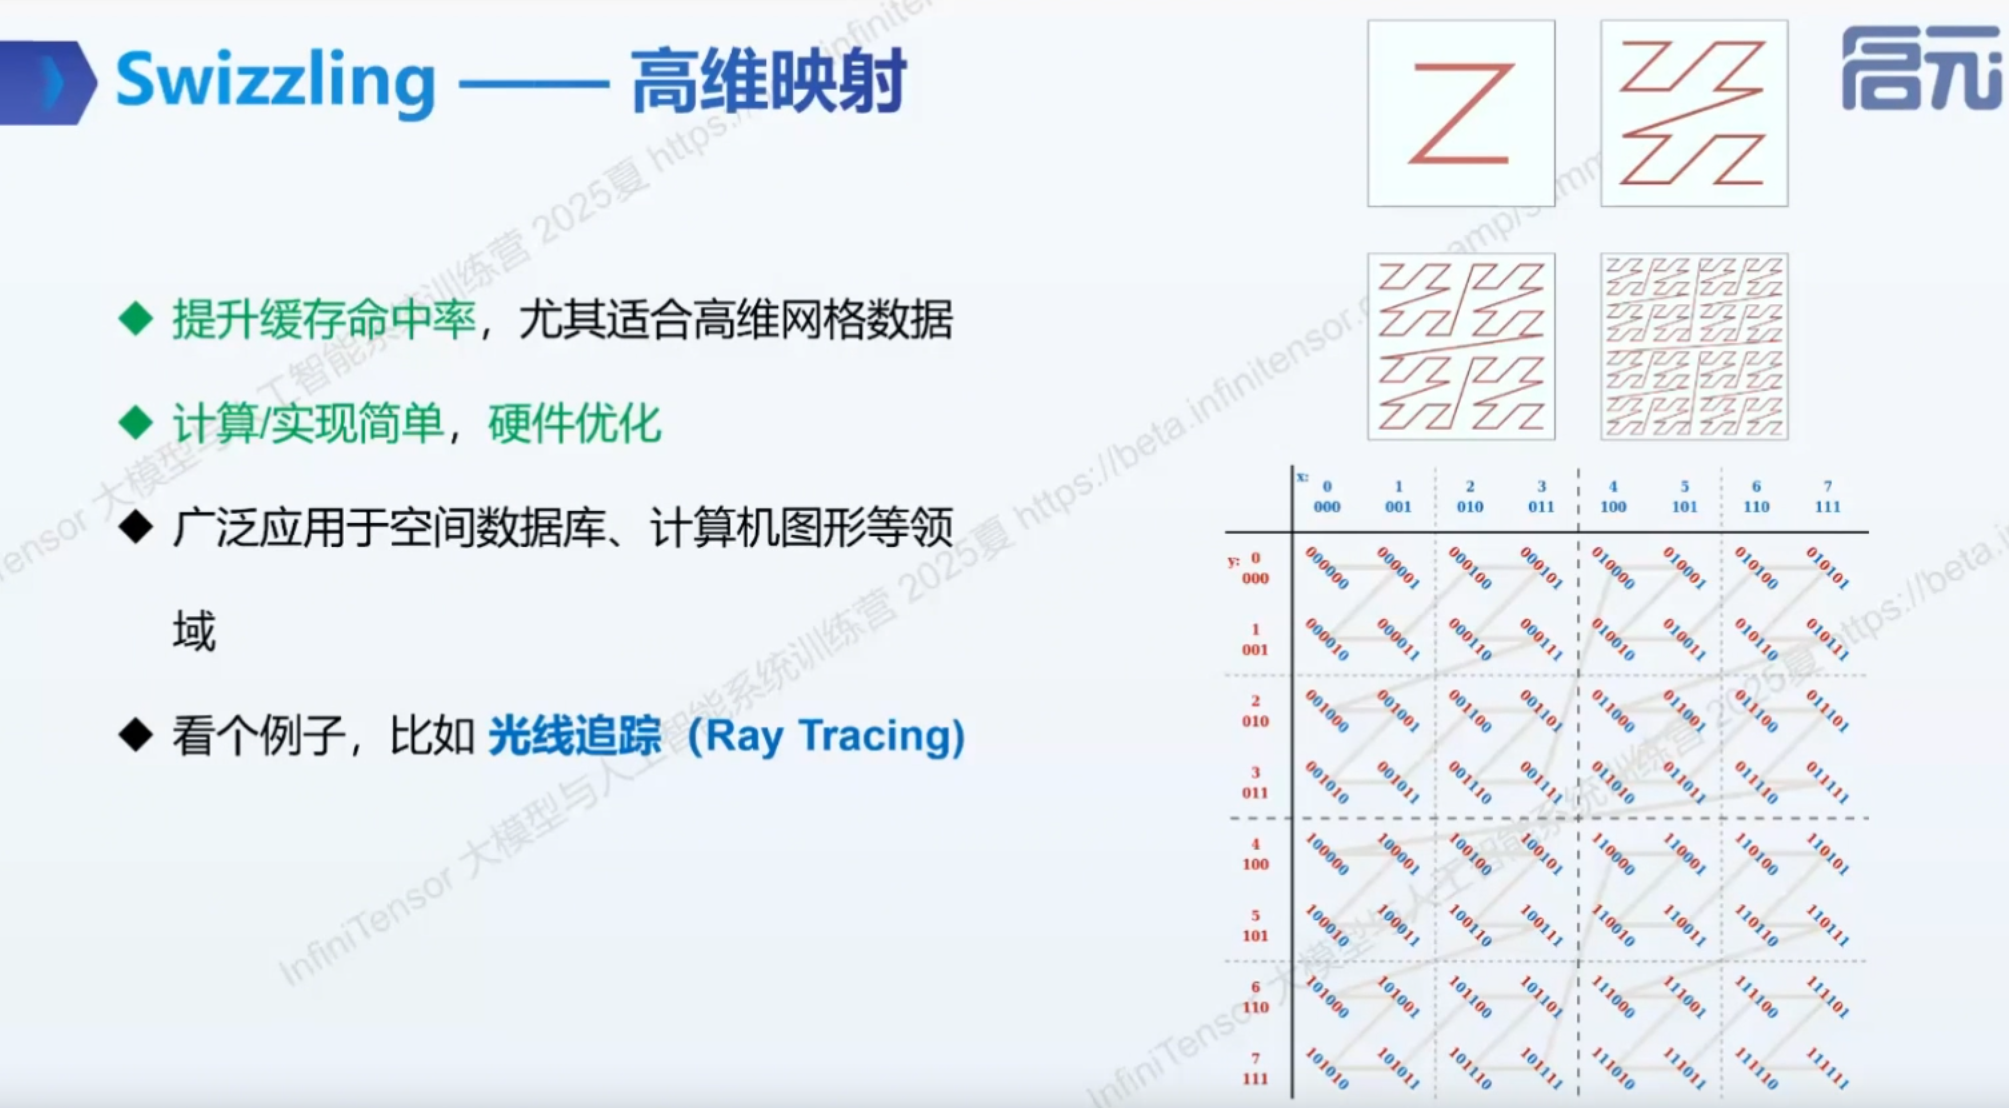 Swizzling —— 高维映射
启元
提升缓存命中率，尤其适合高维网格数据
计算/实现简单，硬件优化
广泛应用于空间数据库、计算机图形等领
域
看个例子，比如 光线追踪（Ray Tracing)
x: 0 1 2 3 4 5 6 7
000 001 010 011 100 101 110 111
y: 0
000
000000 000001 000100 000101 010000 010001 010100 010101
1
001
000010 000011 000110 000111 010010 010011 010110 010111
2
010
001000 001001 001100 001101 011000 011001 011100 011101
3
011
001010 001011 001110 001111 011010 011011 011110 011111
4
100
100000 100001 100100 100101 110000 110001 110100 110101
5
101
100010 100011 100110 100111 110010 110011 110110 110111
6
110
101000 101001 101100 101101 111000 111001 111100 111101
7
111
101010 101011 101110 101111 111010 111011 111110 111111
InfiniTensor 大模型与人工智能系统训练营 2025夏 https://beta.infinitensor.c